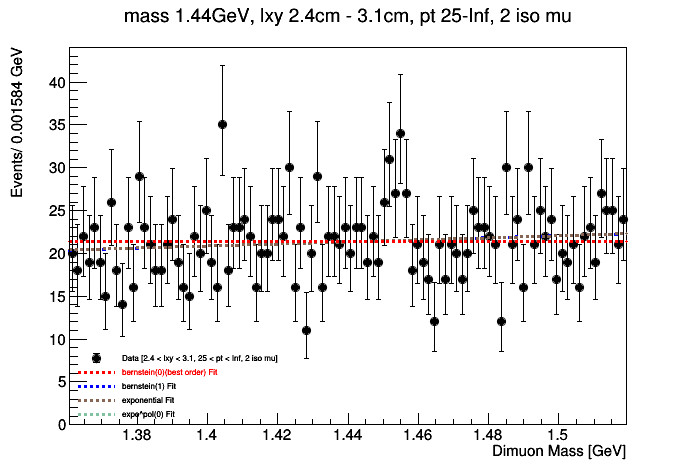 mass 1.44GeV, lxy 2.4cm - 3.1cm, pt 25-Inf, 2 iso mu
Events/ 0.001584 GeV
40
35
30
25
20
15
10
5
0
Data [2.4 < lxy < 3.1, 25 < pt < Inf, 2 iso mu]
bernstein(0)(best order) Fit
bernstein(1) Fit
exponential Fit
expo*pol(0) Fit
1.38 1.4 1.42 1.44 1.46 1.48 1.5
Dimuon Mass [GeV]